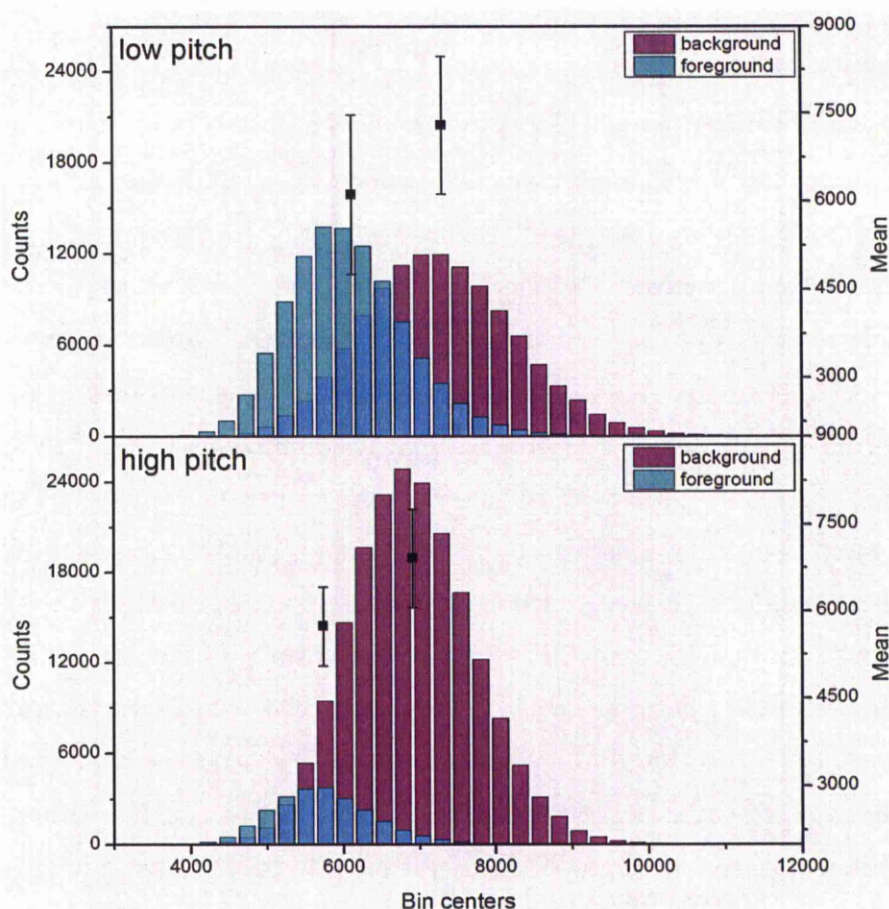 low pitch
background
foreground
24000
18000
12000
6000
0
Counts
9000
7500
6000
4500
3000
Mean
high pitch
background
foreground
24000
18000
12000
6000
0
Counts
9000
7500
6000
4500
3000
Mean
4000
6000
8000
10000
12000
Bin centers